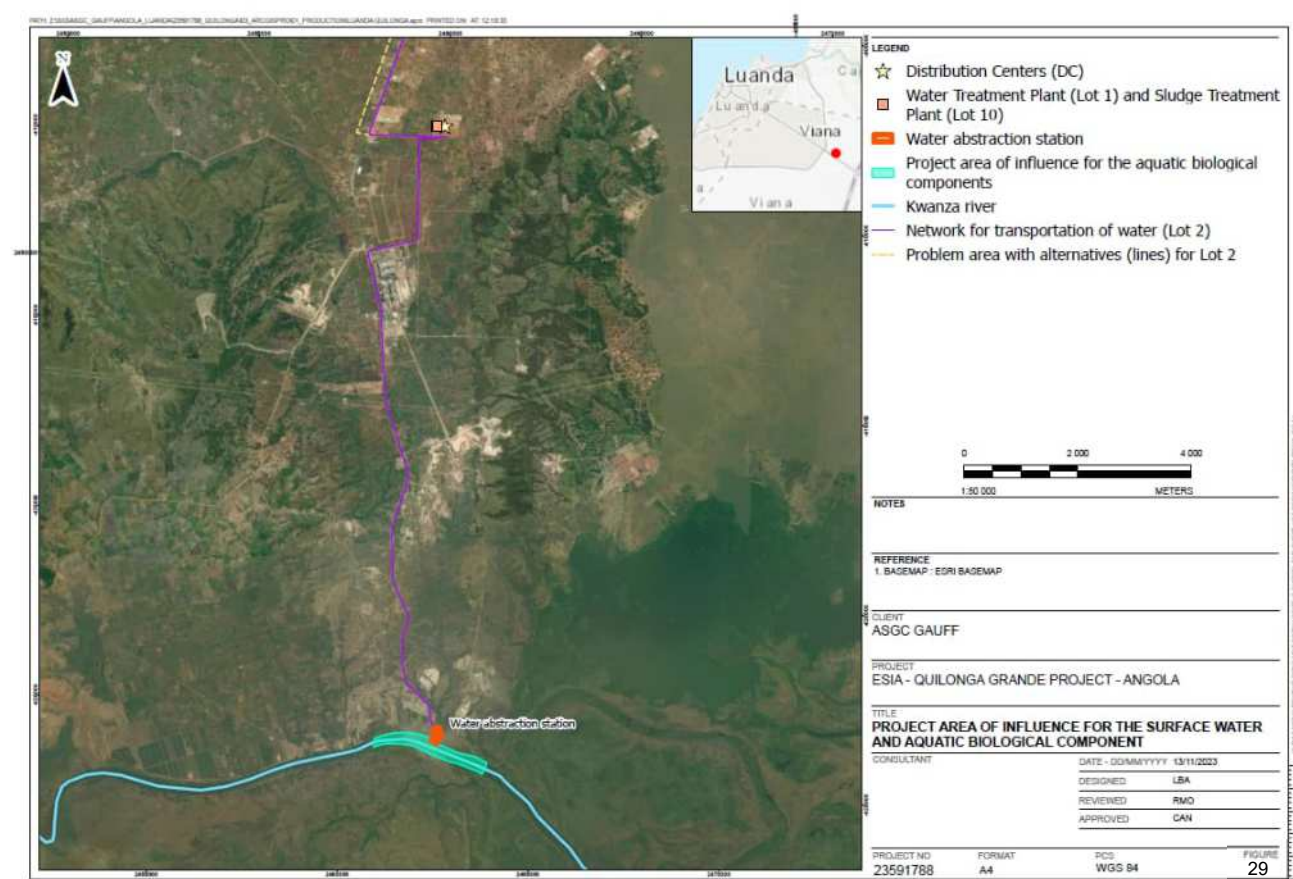 N
Luanda
Luanda
Viana
Viana
Water abstraction station
LEGEND
Distribution Centers (DC)
Water Treatment Plant (Lot 1) and Sludge Treatment
Plant (Lot 10)
Water abstraction station
Project area of influence for the aquatic biological
components
Kwanza river
Network for transportation of water (Lot 2)
Problem area with alternatives (lines) for Lot 2
0 2 000 4 000
1:50 000 METERS
NOTES
REFERENCE
1. BASEMAP : ESRI BASEMAP
CLIENT
ASGC GAUFF
PROJECT
ESIA - QUILONGA GRANDE PROJECT - ANGOLA
TITLE
PROJECT AREA OF INFLUENCE FOR THE SURFACE WATER
AND AQUATIC BIOLOGICAL COMPONENT
CONSULTANT
DATE - DD/MM/YYYY 13/11/2023
DESIGNED LBA
REVIEWED RMO
APPROVED CAN
PROJECT NO FORMAT PCS FIGURE
23591788 A4 WGS 84 29